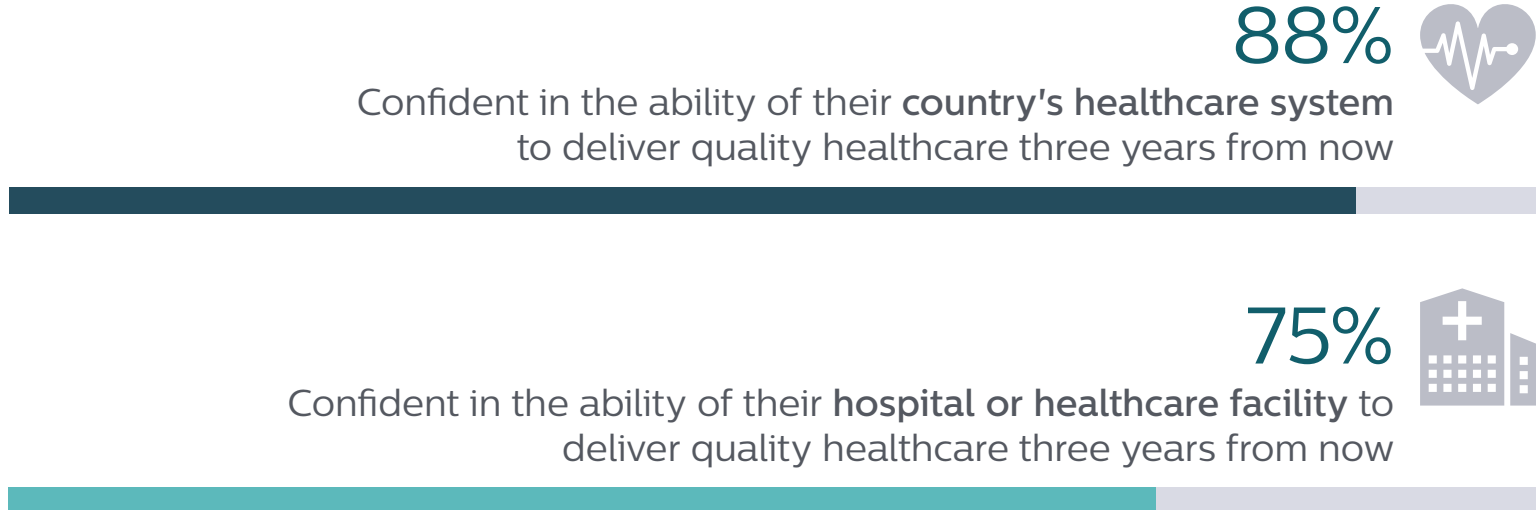 88%
Confident in the ability of their country's healthcare system
to deliver quality healthcare three years from now
75%
Confident in the ability of their hospital or healthcare facility to
deliver quality healthcare three years from now